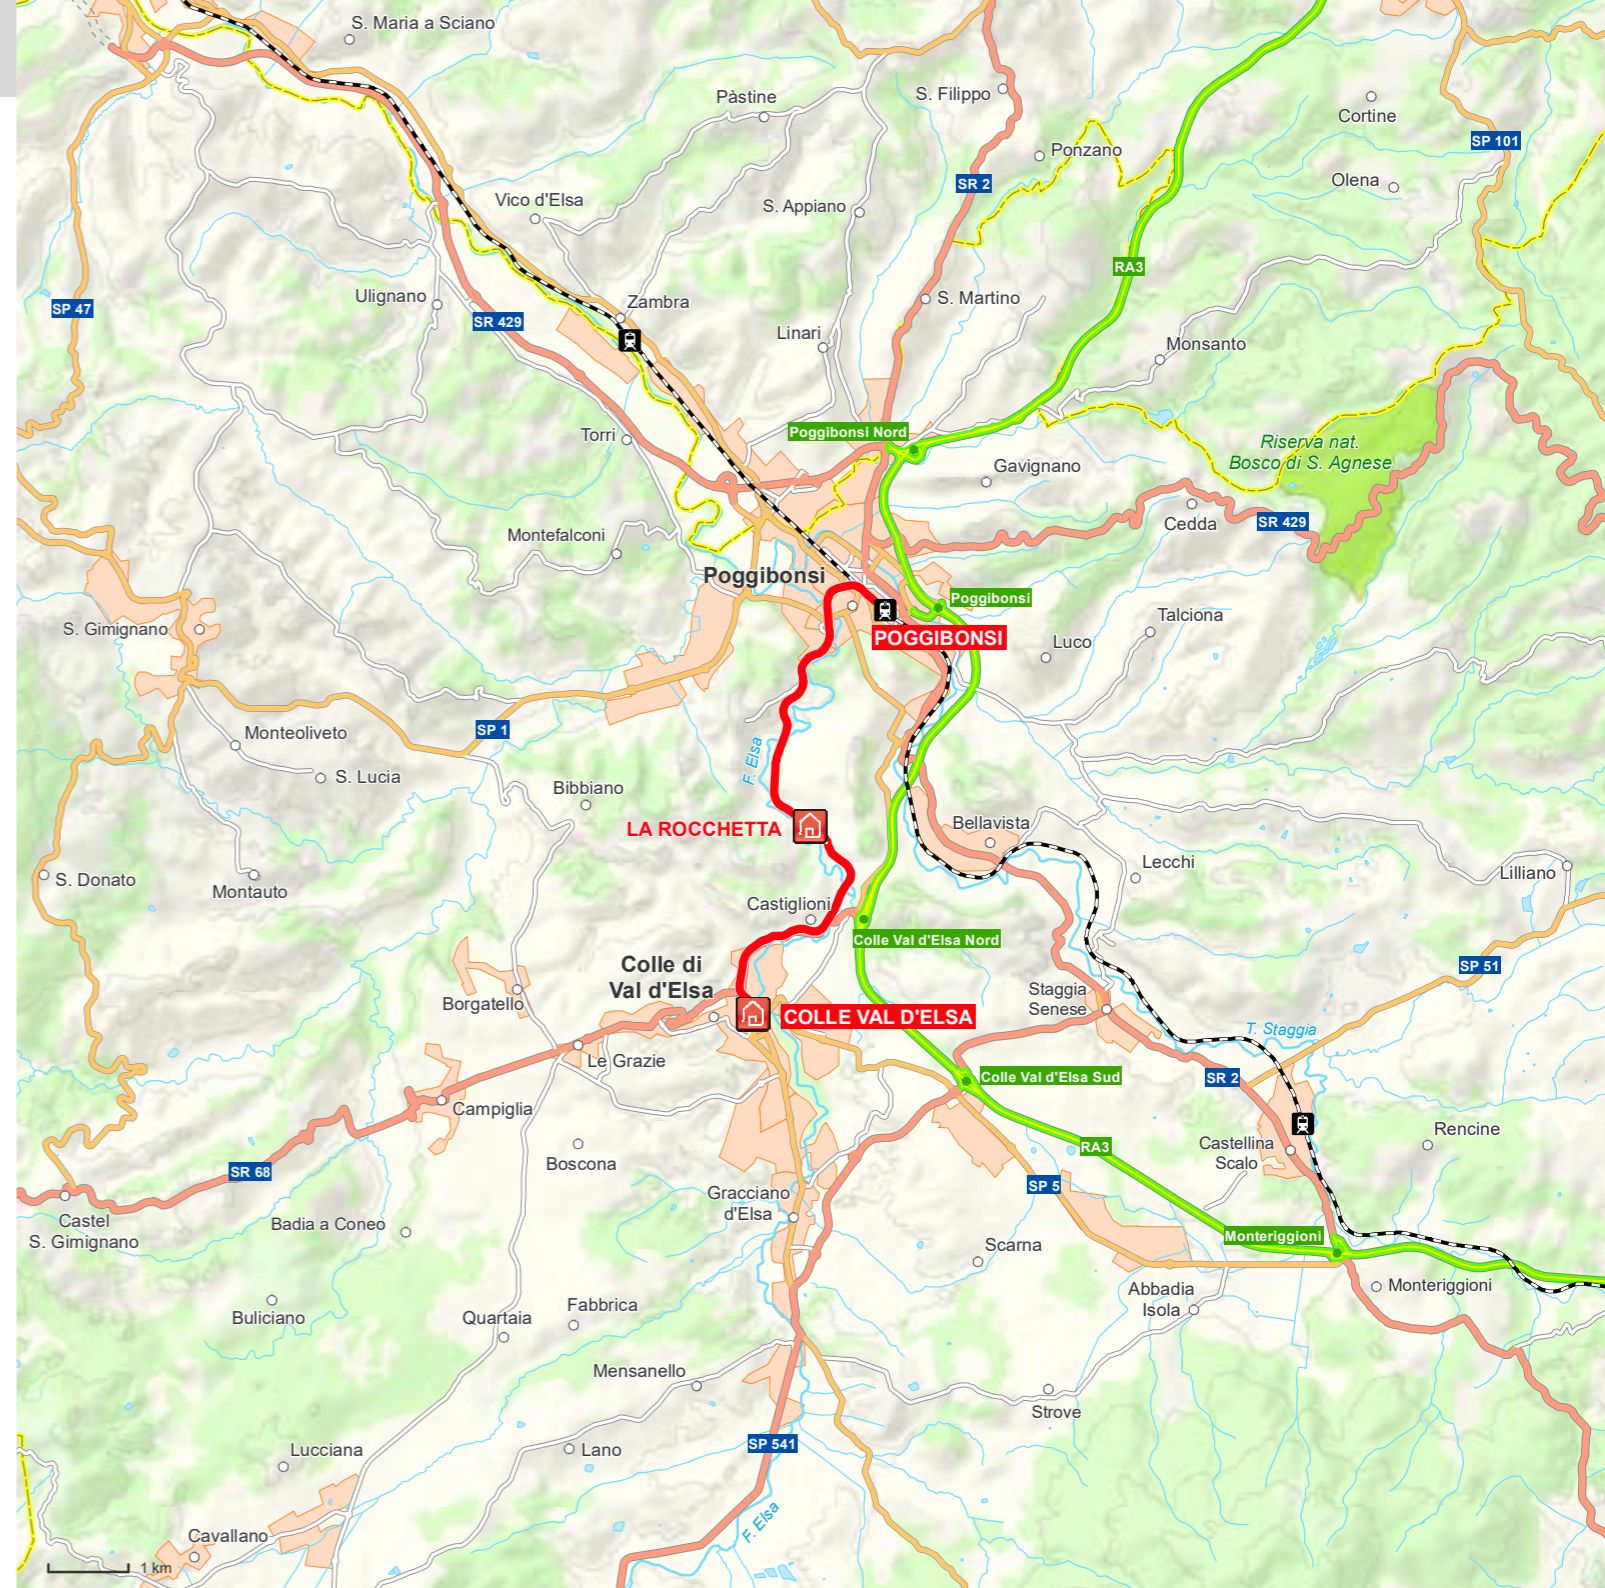 S. Maria a Sciano
Pàstine
S. Filippo
Cortine
SP 101
Ponzano
SR 2
Olena
Vico d'Elsa
S. Appiano
RA3
Ulignano
Zambra
S. Martino
SP 47
SR 429
Linari
Monsanto
Torri
Poggibonsi Nord
Riserva nat.
Bosco di S. Agnese
Gavignano
Cedda
SR 429
Montefalconi
Poggibonsi
Poggibonsi
S. Gimignano
POGGIBONSI
Luco
Talciona
Monteoliveto
SP 1
F. Elsa
S. Lucia
Bibbiano
LA ROCCHETTA
Bellavista
Lecchi
Lilliano
S. Donato
Montauto
Castiglioni
Colle Val d'Elsa Nord
Colle di
Val d'Elsa
SP 51
Borgatello
Staggia
Senese
COLLE VAL D'ELSA
T. Staggia
Le Grazie
Colle Val d'Elsa Sud
SR 2
Campiglia
Rencine
Castellina
Scalo
RA3
Boscona
SR 68
SP 5
Gracciano
d'Elsa
Castel
S. Gimignano
Badia a Coneo
Monteriggioni
Scarna
Monteriggioni
Abbadia
Isola
Buliciano
Quartaia
Fabbrica
Mensanello
Strove
Lucciana
Lano
SP 541
F. Elsa
Cavallano
1 km